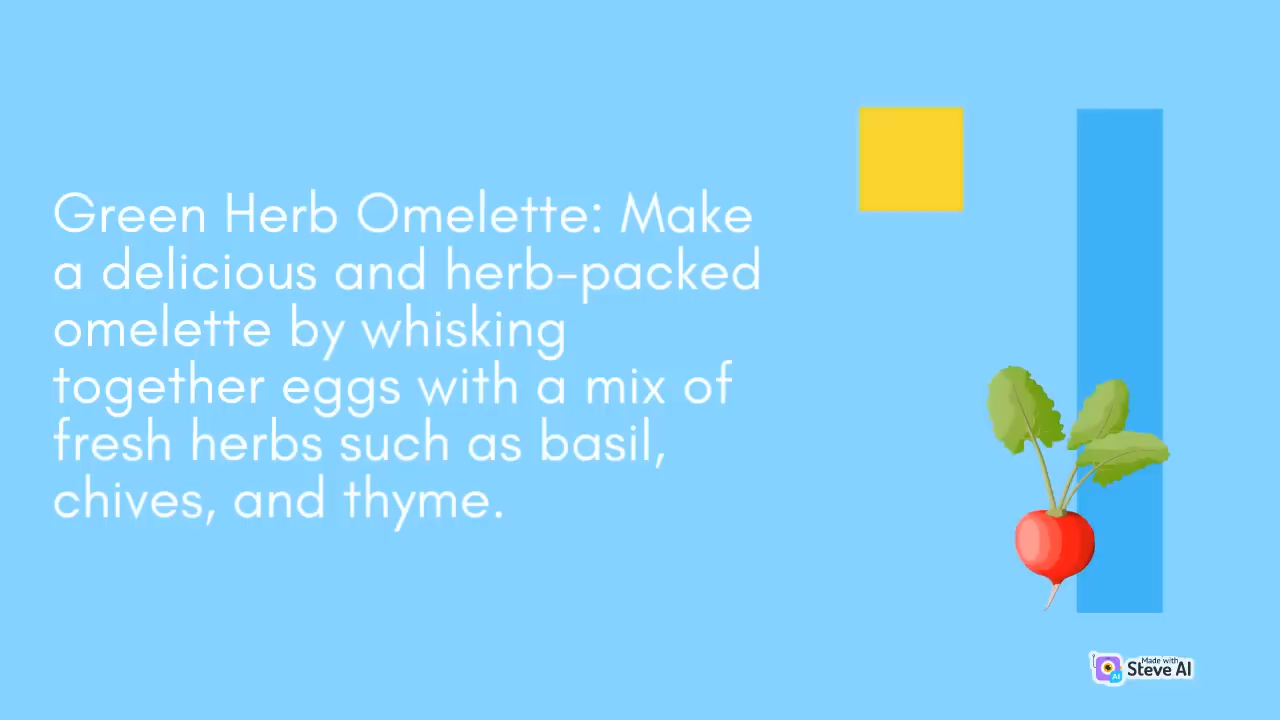 Green Herb Omelette: Make
a delicious and herb-packed
omelette by whisking
together eggs with a mix of
fresh herbs such as basil,
chives, and thyme.
Made with
Steve AI
AI